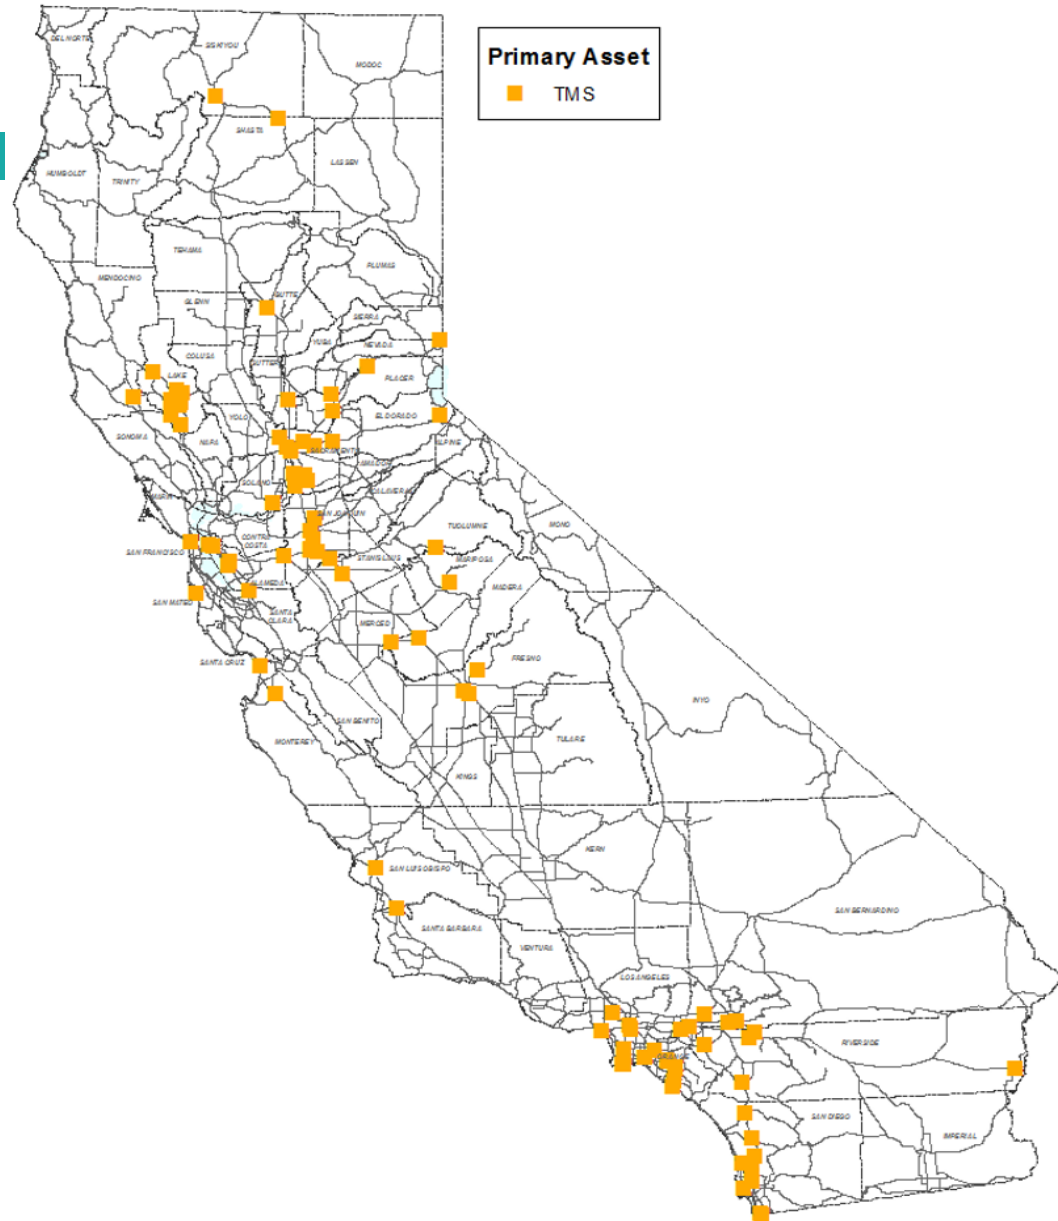 Primary Asset
TMS
DEL NORTE
SISKIYOU
MODOC
SHASTA
LASSEN
HUMBOLDT
TRINITY
TEHAMA
PLUMAS
MENDOCINO
GLENN
BUTTE
SIERRA
YUBA
NEVADA
COLUSA
SUTTER
LAKE
PLACER
YOLO
EL DORADO
SONOMA
NAPA
ALPINE
SACRAMENTO
AMADOR
SOLANO
CALAVERAS
MARIN
SAN JOAQUIN
TUOLUMNE
MONO
CONTRA
COSTA
SAN FRANCISCO
STANISLAUS
MARIPOSA
ALAMEDA
MADERA
SAN MATEO
SANTA
CLARA
MERCED
SANTA CRUZ
FRESNO
INYO
SAN BENITO
MONTEREY
TULARE
KINGS
KERN
SAN LUIS OBISPO
SAN BERNARDINO
SANTA BARBARA
VENTURA
LOS ANGELES
RIVERSIDE
ORANGE
SAN DIEGO
IMPERIAL